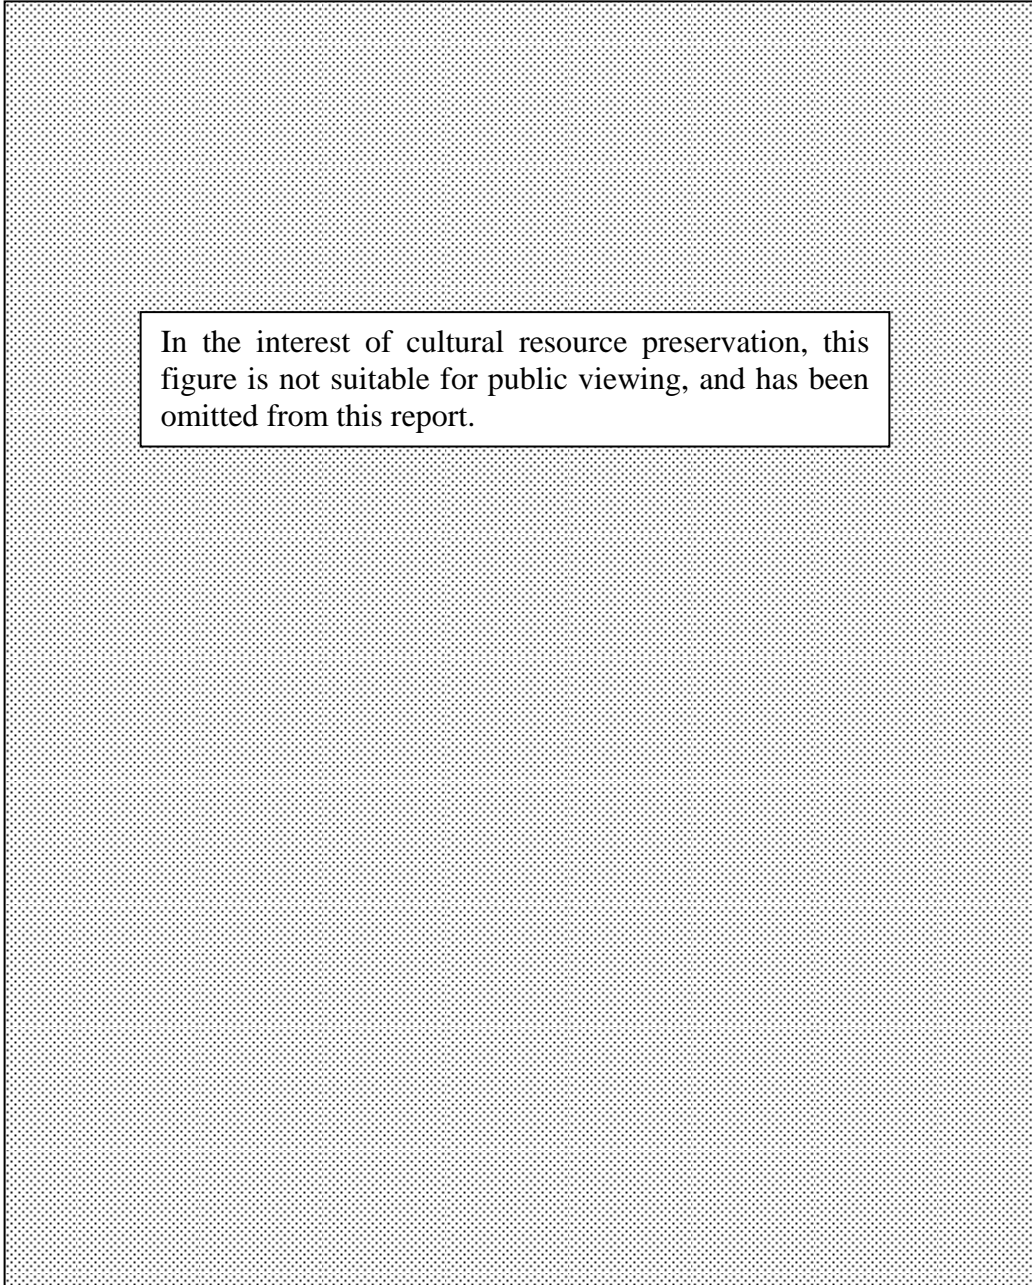 In the interest of cultural resource preservation, this
figure is not suitable for public viewing, and has been
omitted from this report.